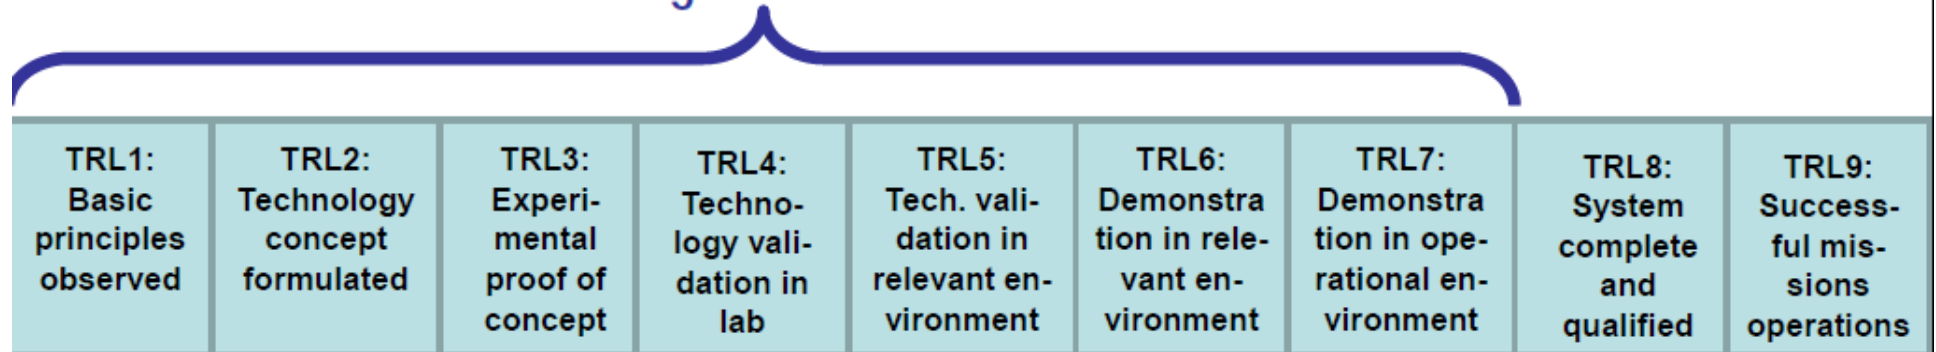 TRL1:
Basic
principles
observed
TRL2:
Technology
concept
formulated
TRL3:
Experi-
mental
proof of
concept
TRL4:
Techno-
logy vali-
dation in
lab
TRL5:
Tech. vali-
dation in
relevant en-
vironment
TRL6:
Demonstra
tion in rele-
vant en-
vironment
TRL7:
Demonstra
tion in ope-
rational en-
vironment
TRL8:
System
complete
and
qualified
TRL9:
Success-
ful mis-
sions
operations